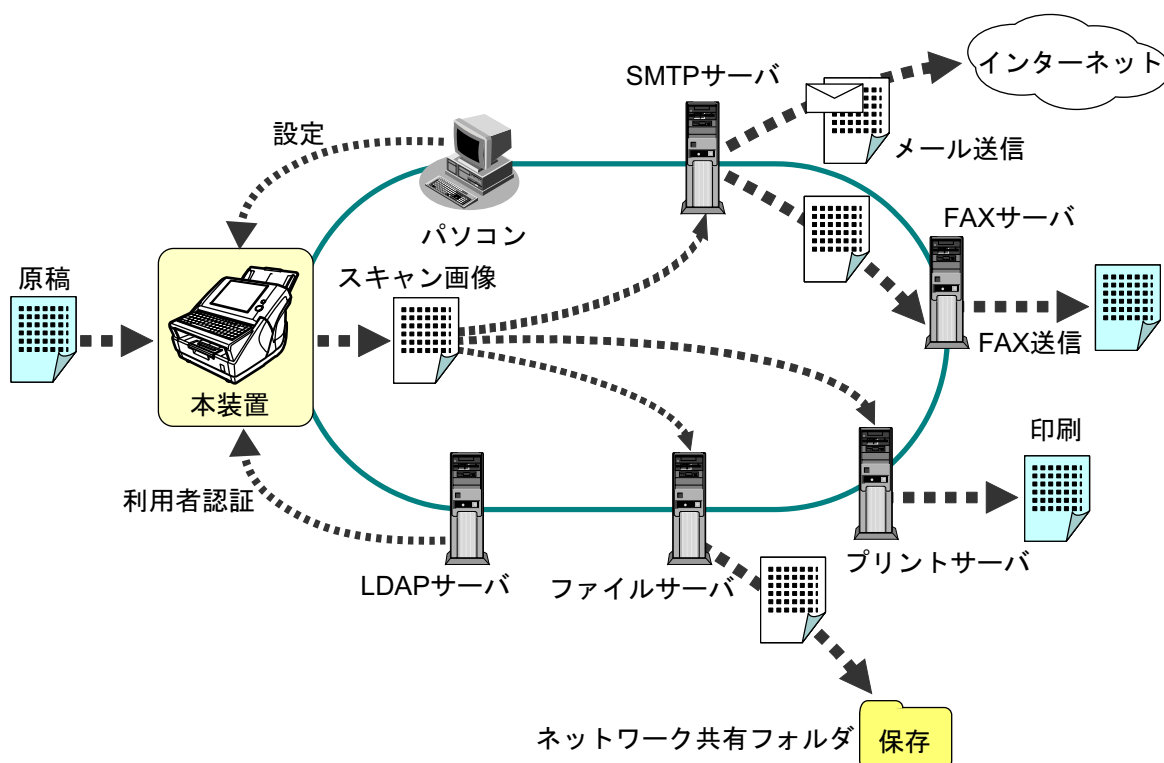 インターネット
SMTPサーバ
設定
メール送信
パソコン
FAXサーバ
原稿
スキャン画像
FAX送信
本装置
印刷
利用者認証
プリントサーバ
LDAPサーバ
ファイルサーバ
ネットワーク共有フォルダ
保存